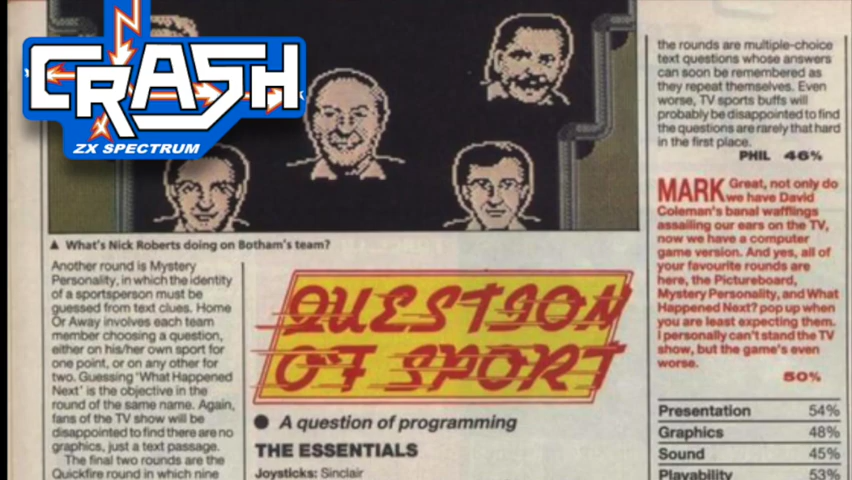 CRASH
ZX SPECTRUM
▲ What's Nick Roberts doing on Botham's team?
Another round is Mystery
Personality, in which the identity
of a sportsperson must be
guessed from text clues. Home
Or Away involves each team
member choosing a question,
either on his/her own sport for
one point, or on any other for
two. Guessing 'What Happened
Next' is the objective in the
round of the same name. Again,
fans of the TV show will be
disappointed to find there are no
graphics, just a text passage.
The final two rounds are the
Quickfire round in which nine
QUESTION
OF SPORT
● A question of programming
THE ESSENTIALS
Joysticks: Sinclair
the rounds are multiple-choice
text questions whose answers
can soon be remembered as
they repeat themselves. Even
worse, TV sports buffs will
probably be disappointed to find
the questions are rarely that hard
in the first place.
PHIL 46%
MARK Great, not only do
we have David
Coleman's banal wafflings
assailing our ears on the TV,
now we have a computer
game version. And yes, all of
your favourite rounds are
here, the Pictureboard,
Mystery Personality, and What
Happened Next? pop up when
you are least expecting them.
I personally can't stand the TV
show, but the game's even
worse.
50%
Presentation 54%
Graphics 48%
Sound 45%
Playability 53%